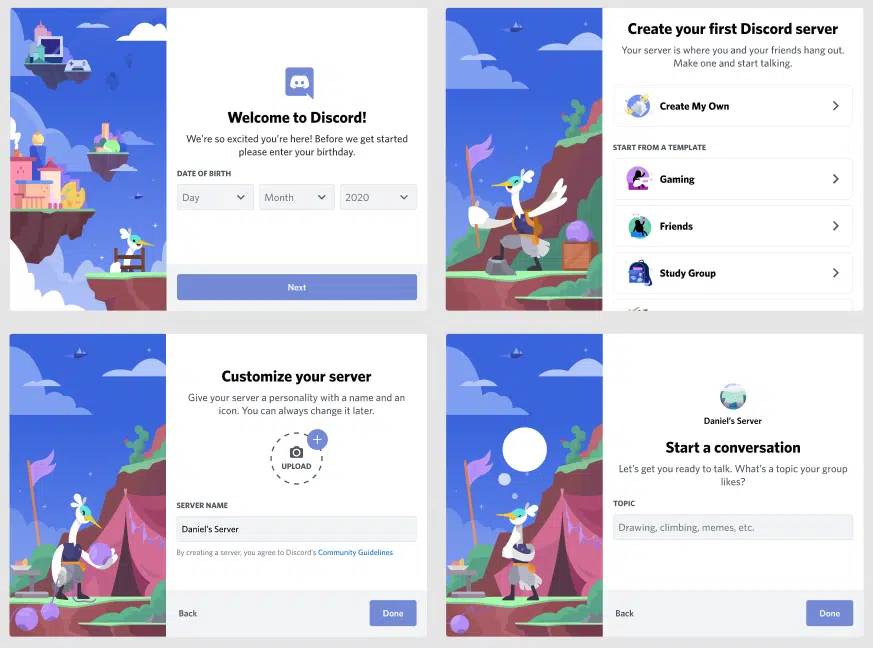 Welcome to Discord!
We're so excited you're here! Before we get started
please enter your birthday.
DATE OF BIRTH
Day
Month
2020
Next
Create your first Discord server
Your server is where you and your friends hang out.
Make one and start talking.
Create My Own
START FROM A TEMPLATE
Gaming
Friends
Study Group
Customize your server
Give your server a personality with a name and an
icon. You can always change it later.
UPLOAD
SERVER NAME
Daniel's Server
By creating a server, you agree to Discord's Community Guidelines
Back
Done
Daniel's Server
Start a conversation
Let's get you ready to talk. What's a topic your group
likes?
TOPIC
Drawing, climbing, memes, etc.
Back
Done